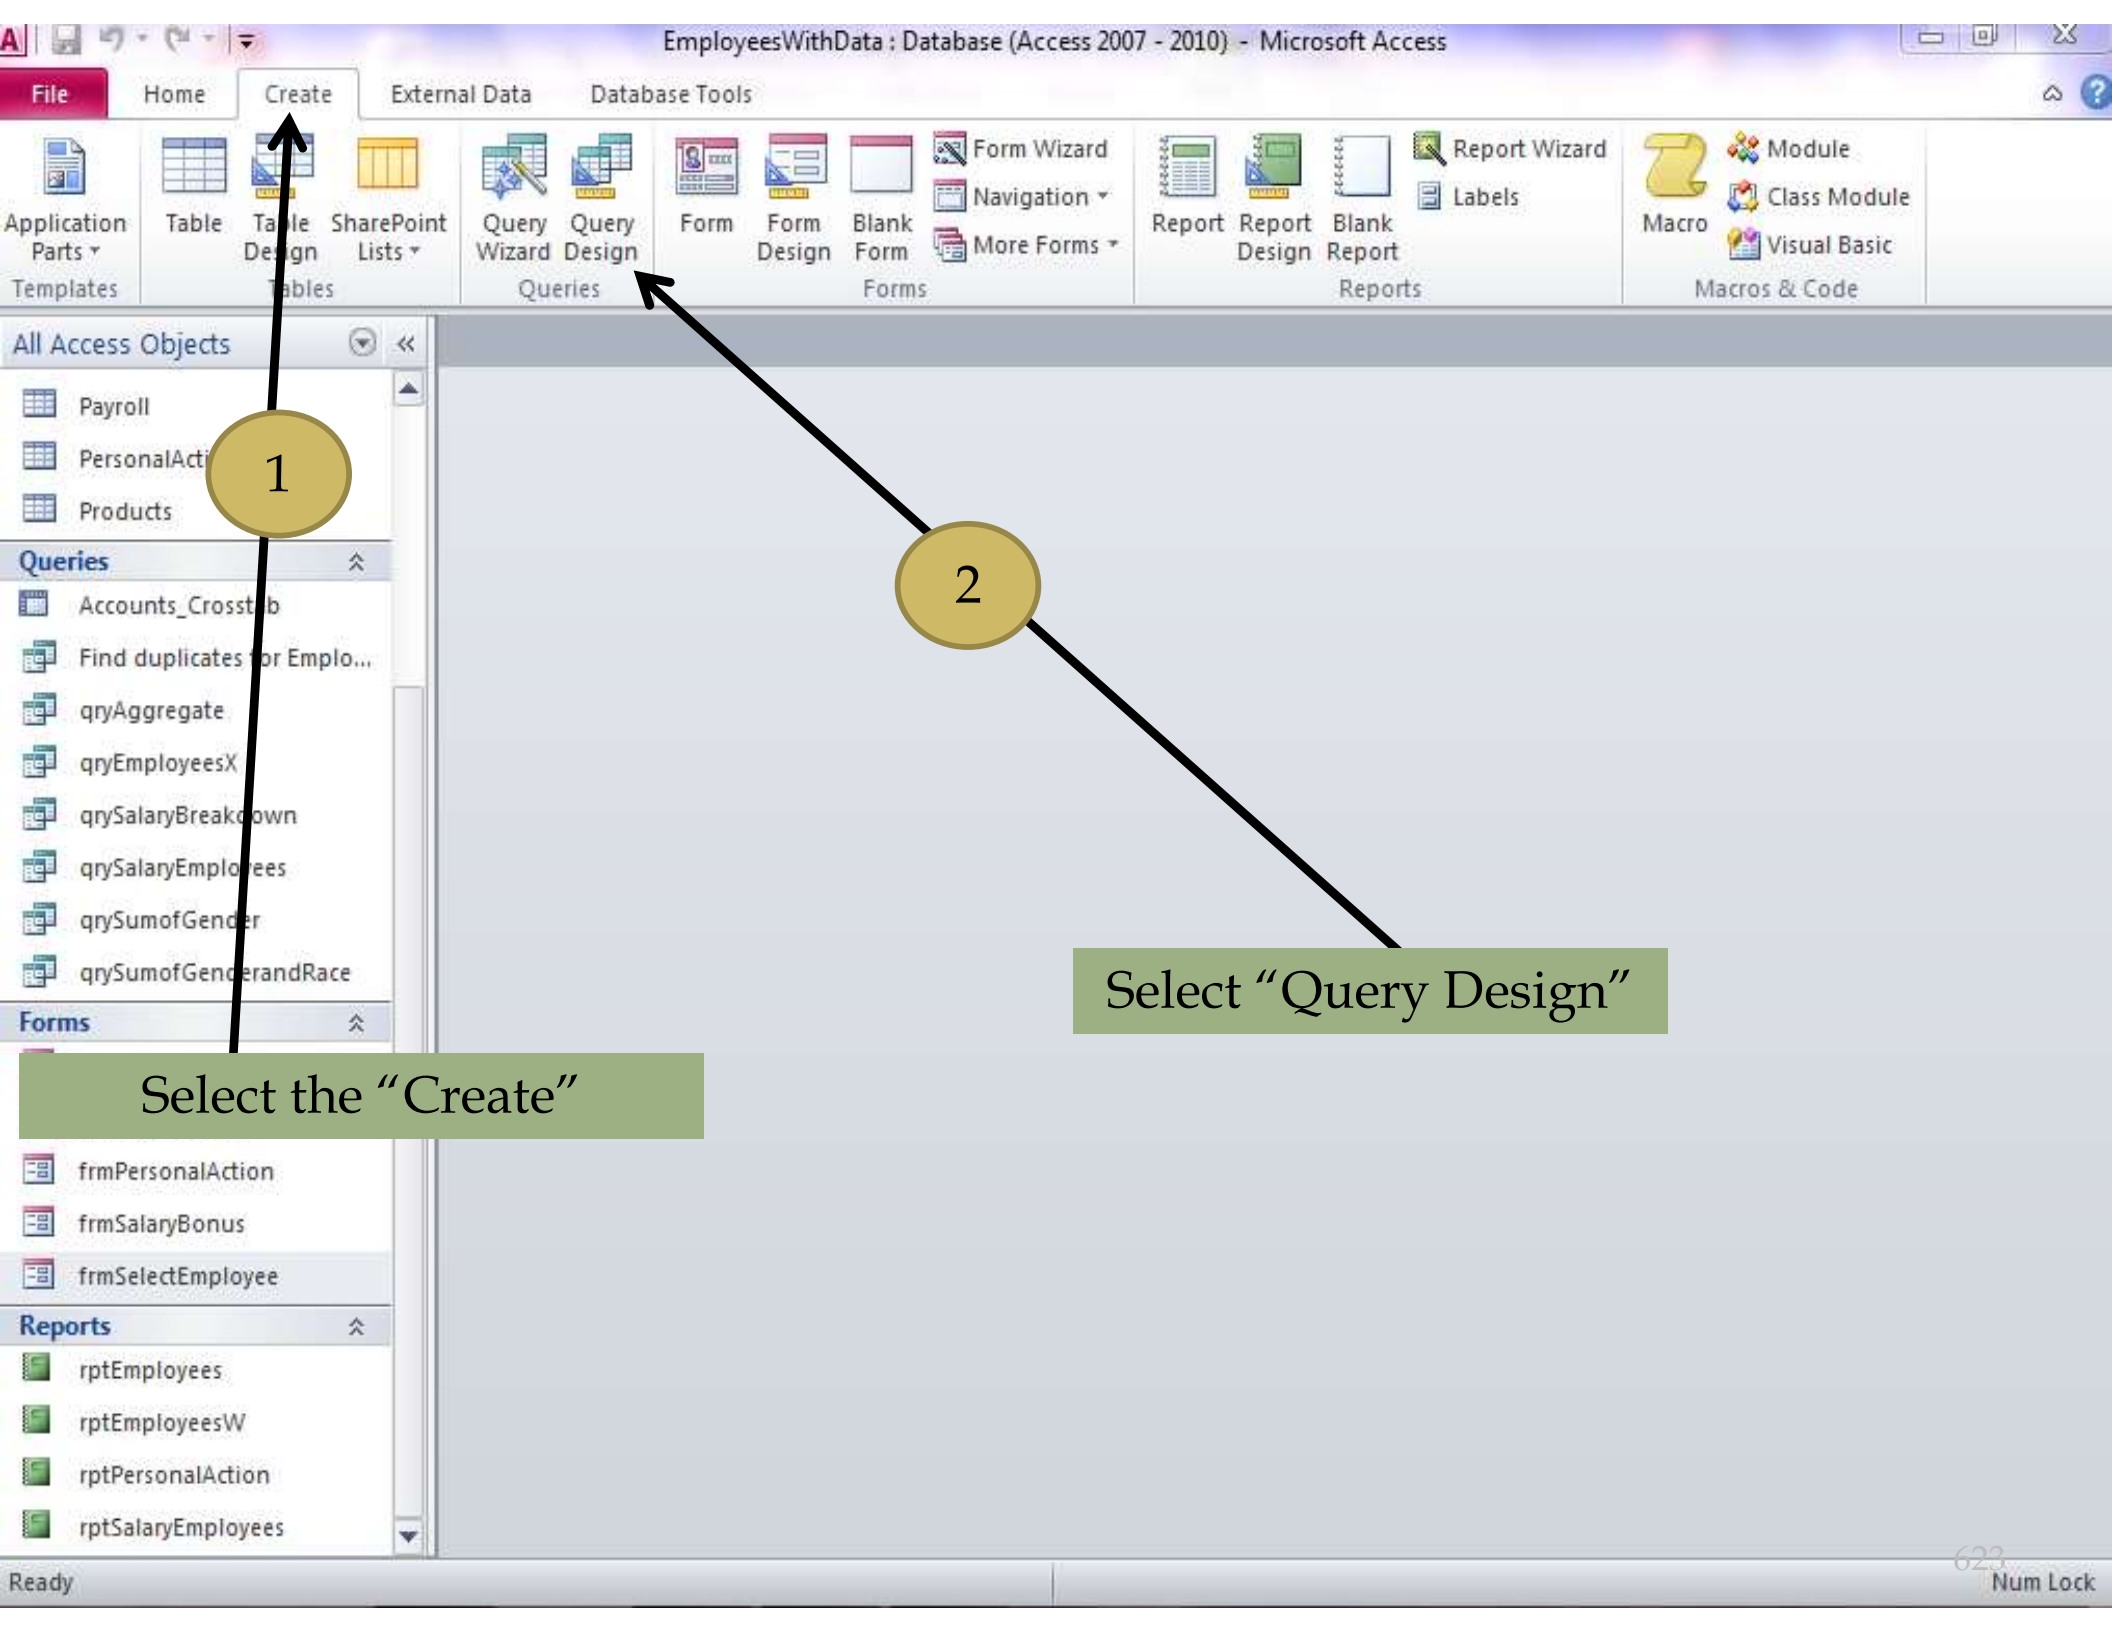 EmployeesWithData : Database (Access 2007 - 2010) - Microsoft Access
File Home Create External Data Database Tools
Application Parts
Table
Table Design
SharePoint Lists
Query Wizard
Query Design
Form
Form Design
Blank Form
Form Wizard
Navigation
More Forms
Report
Report Design
Blank Report
Report Wizard
Labels
Macro
Module
Class Module
Visual Basic
Templates Tables Queries Forms Reports Macros & Code
All Access Objects
Payroll
PersonalActi
Products
1
2
Queries
Accounts_Crosstab
Find duplicates for Emplo...
qryAggregate
qryEmployeesX
qrySalaryBreakdown
qrySalaryEmployees
qrySumofGender
qrySumofGenderandRace
Select “Query Design”
Forms
Select the “Create”
frmPersonalAction
frmSalaryBonus
frmSelectEmployee
Reports
rptEmployees
rptEmployeesW
rptPersonalAction
rptSalaryEmployees
623
Ready
Num Lock